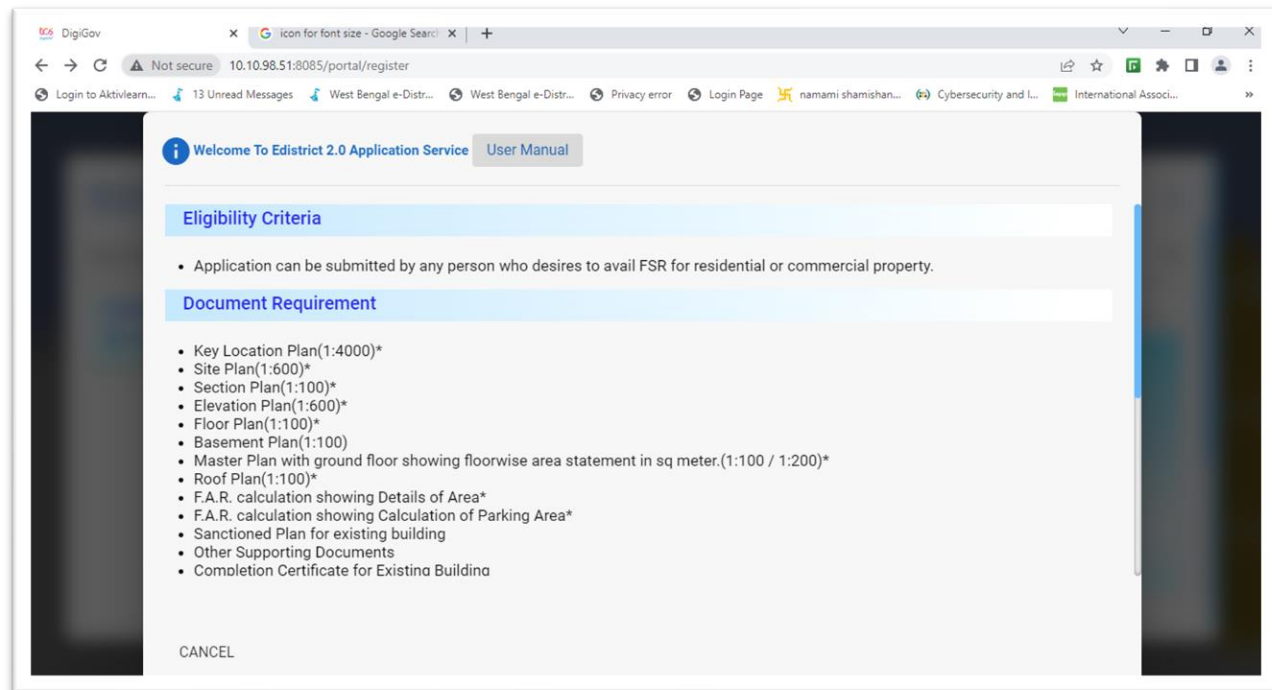 DigiGov
icon for font size - Google Search
Not secure 10.10.98.51:8085/portal/register
Login to Aktivlearn... 13 Unread Messages West Bengal e-Distr... West Bengal e-Distr... Privacy error Login Page namami shamishan... Cybersecurity and I... International Associ... »
Welcome To Edistrict 2.0 Application Service User Manual
Eligibility Criteria
• Application can be submitted by any person who desires to avail FSR for residential or commercial property.
Document Requirement
• Key Location Plan(1:4000)*
• Site Plan(1:600)*
• Section Plan(1:100)*
• Elevation Plan(1:600)*
• Floor Plan(1:100)*
• Basement Plan(1:100)
• Master Plan with ground floor showing floorwise area statement in sq meter.(1:100 / 1:200)*
• Roof Plan(1:100)*
• F.A.R. calculation showing Details of Area*
• F.A.R. calculation showing Calculation of Parking Area*
• Sanctioned Plan for existing building
• Other Supporting Documents
• Completion Certificate for Existing Building
CANCEL